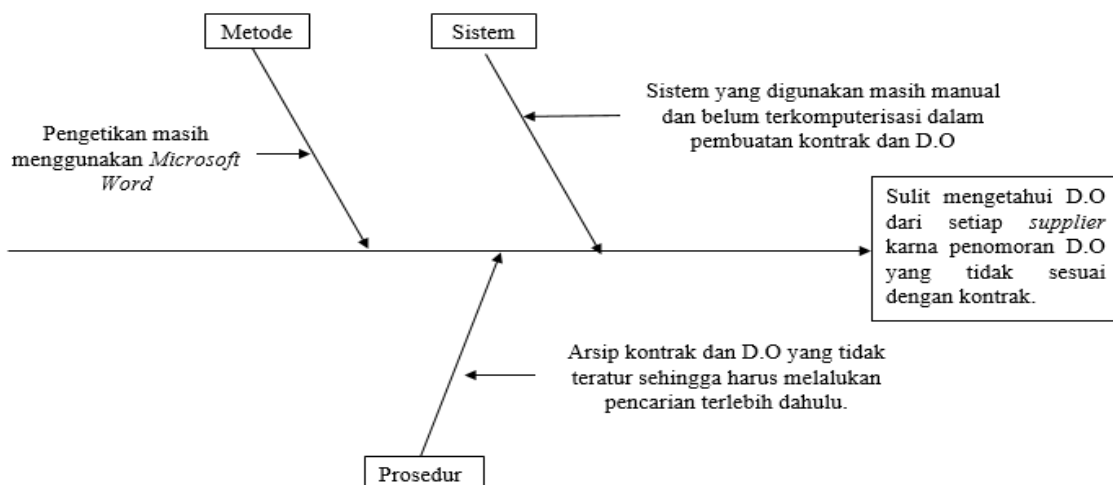 Metode
Sistem
Sistem yang digunakan masih manual
dan belum terkomputerisasi dalam
pembuatan kontrak dan D.O
Pengetikan masih
menggunakan Microsoft
Word
Sulit mengetahui D.O
dari setiap supplier
karna penomoran D.O
yang tidak sesuai
dengan kontrak.
Arsip kontrak dan D.O yang tidak
teratur sehingga harus melalukan
pencarian terlebih dahulu.
Prosedur